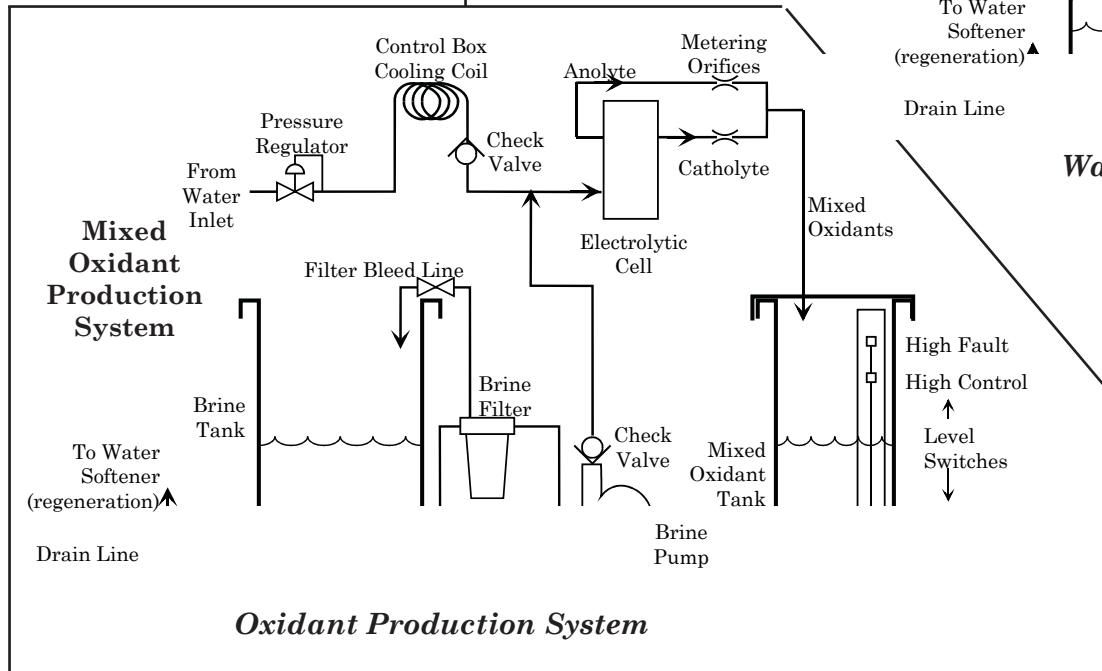 To Water
Softener
(regeneration)
Drain Line
Wa
Control Box
Cooling Coil
Metering
Orifices
Anolyte
Pressure
Regulator
Check
Valve
Catholyte
From
Water
Inlet
Mixed
Oxidants
Mixed
Oxidant
Production
System
Electrolytic
Cell
Filter Bleed Line
High Fault
High Control
Brine
Filter
Brine
Tank
Check
Valve
Level
Switches
Mixed
Oxidant
Tank
To Water
Softener
(regeneration)
Brine
Pump
Drain Line
Oxidant Production System